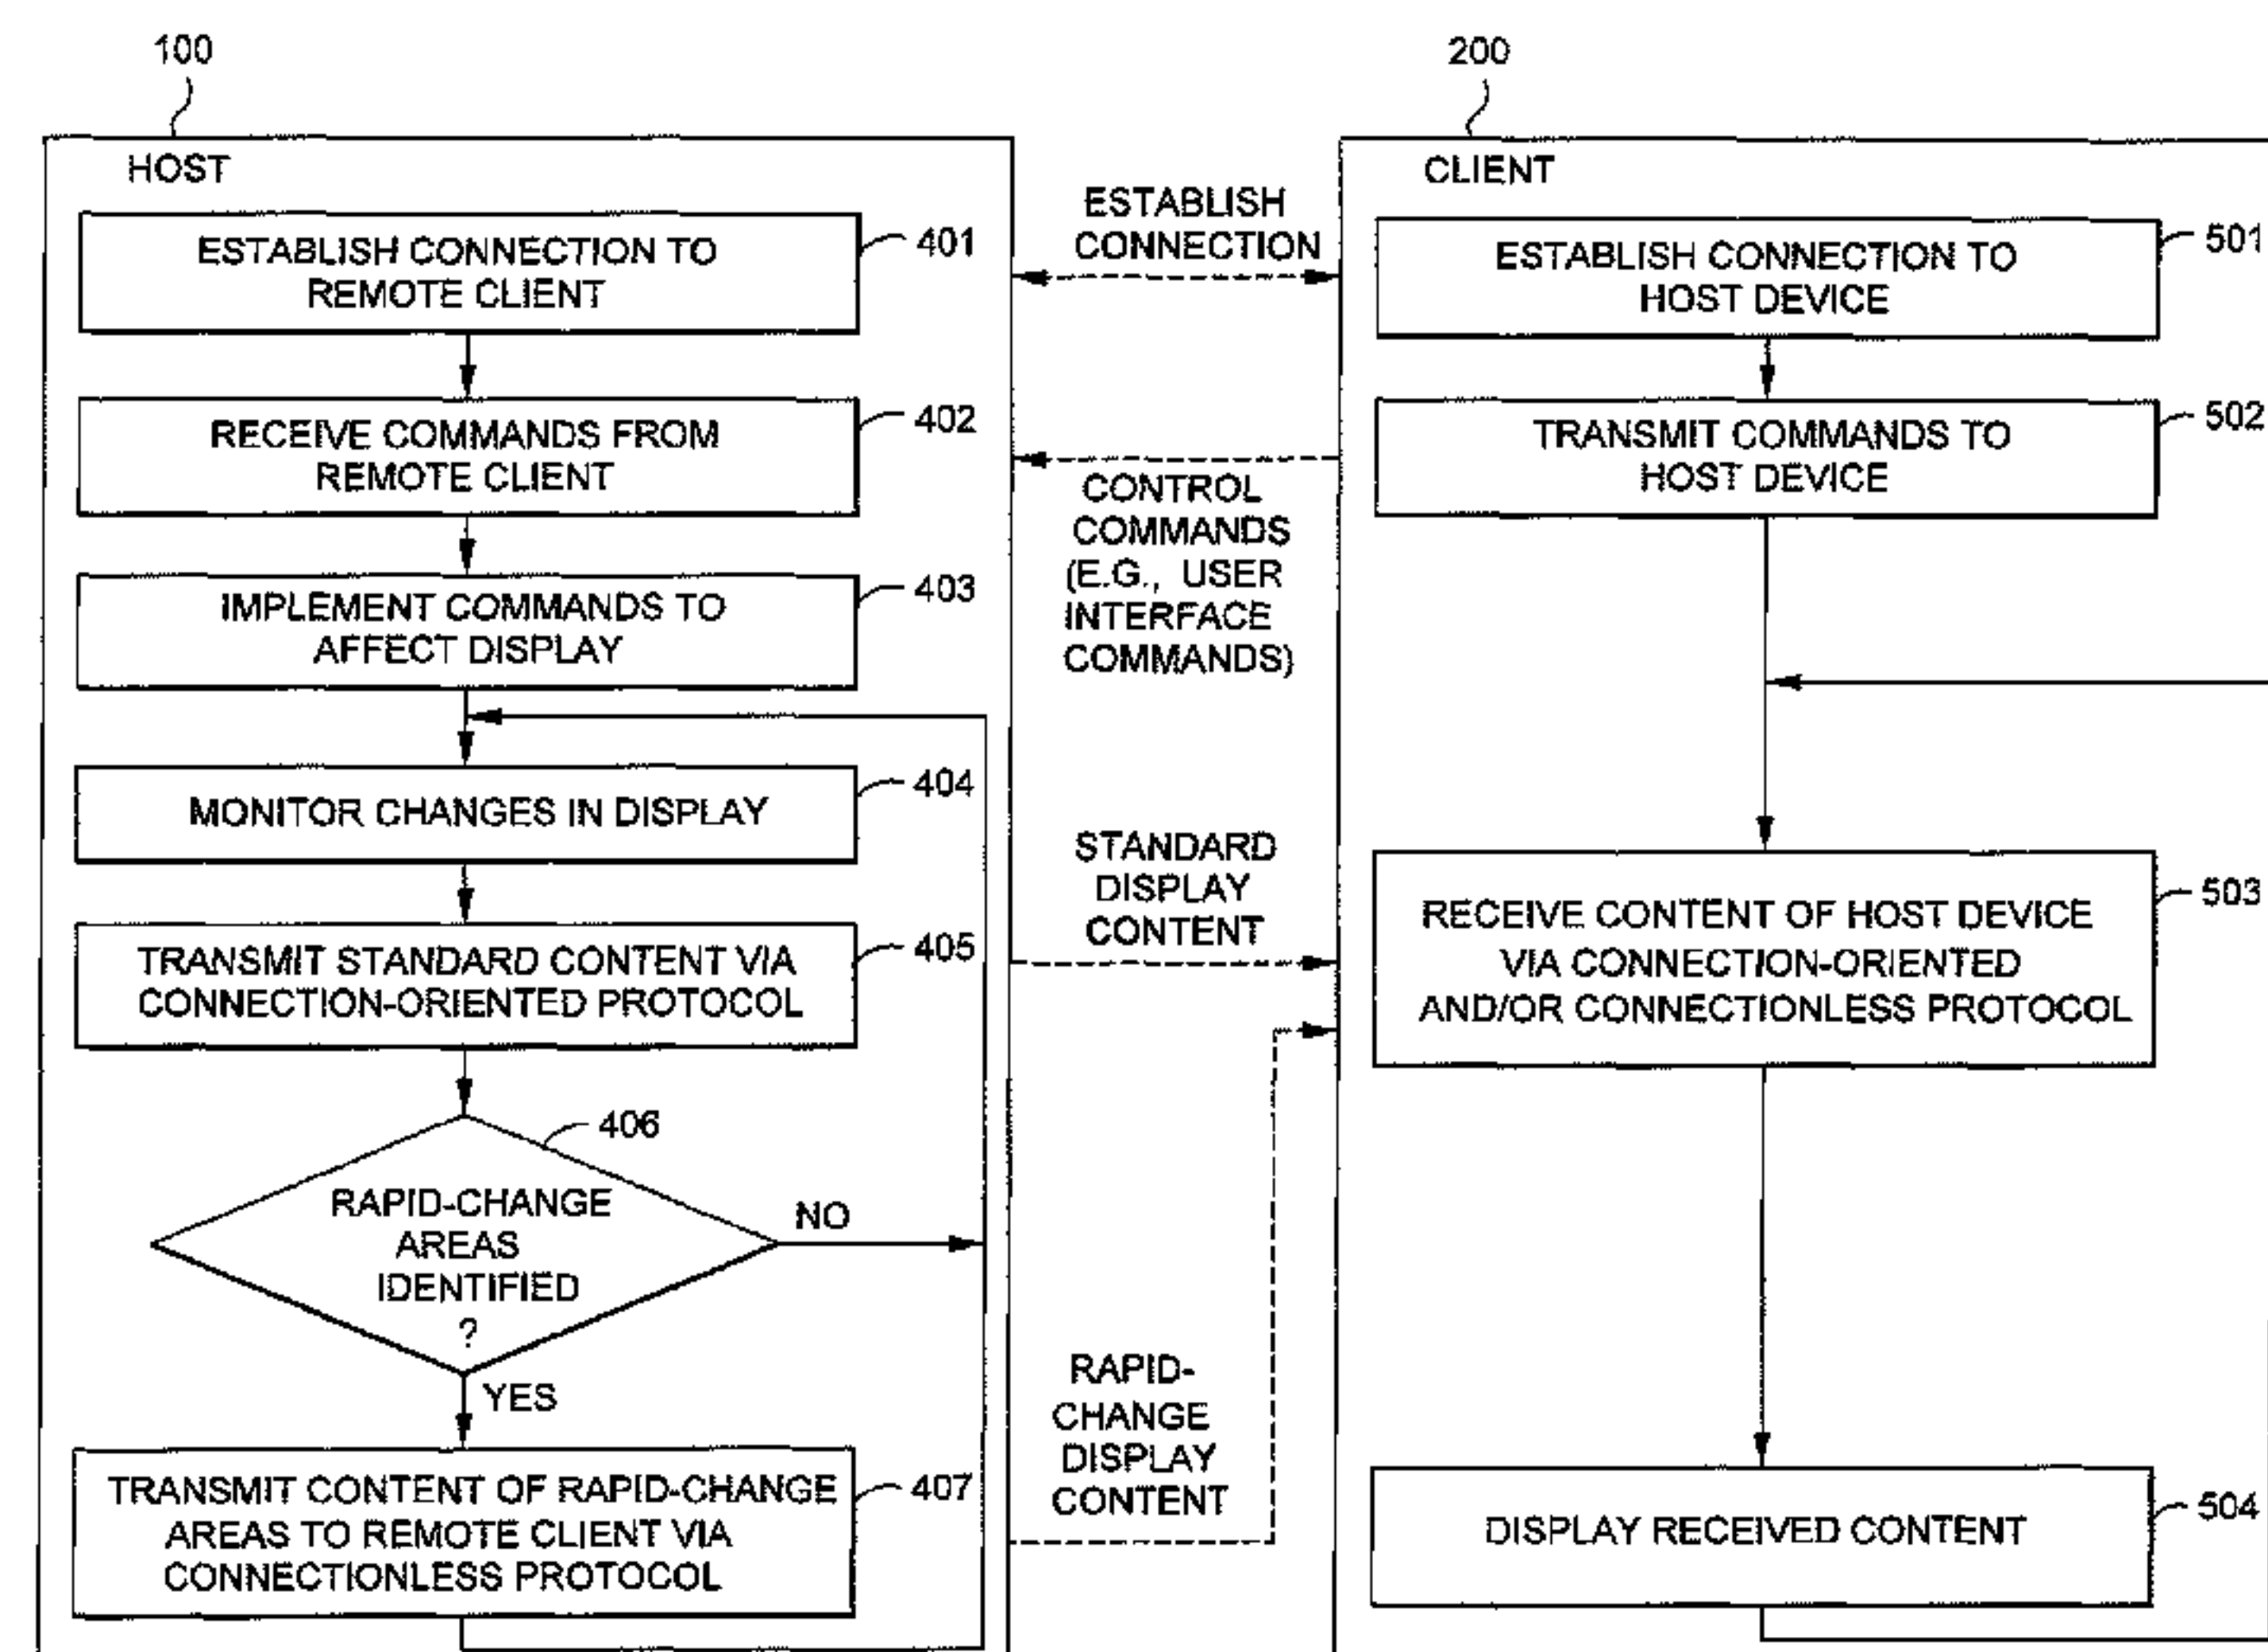 100
HOST
ESTABLISH CONNECTION TO
REMOTE CLIENT
401
RECEIVE COMMANDS FROM
REMOTE CLIENT
402
IMPLEMENT COMMANDS TO
AFFECT DISPLAY
403
MONITOR CHANGES IN DISPLAY
404
TRANSMIT STANDARD CONTENT VIA
CONNECTION-ORIENTED PROTOCOL
405
406
RAPID-CHANGE
AREAS
IDENTIFIED
?
NO
YES
TRANSMIT CONTENT OF RAPID-CHANGE
AREAS TO REMOTE CLIENT VIA
CONNECTIONLESS PROTOCOL
407
ESTABLISH
CONNECTION
CONTROL
COMMANDS
(E.G., USER
INTERFACE
COMMANDS)
STANDARD
DISPLAY
CONTENT
RAPID-
CHANGE
DISPLAY
CONTENT
200
CLIENT
ESTABLISH CONNECTION TO
HOST DEVICE
501
TRANSMIT COMMANDS TO
HOST DEVICE
502
RECEIVE CONTENT OF HOST DEVICE
VIA CONNECTION-ORIENTED
AND/OR CONNECTIONLESS PROTOCOL
503
DISPLAY RECEIVED CONTENT
504